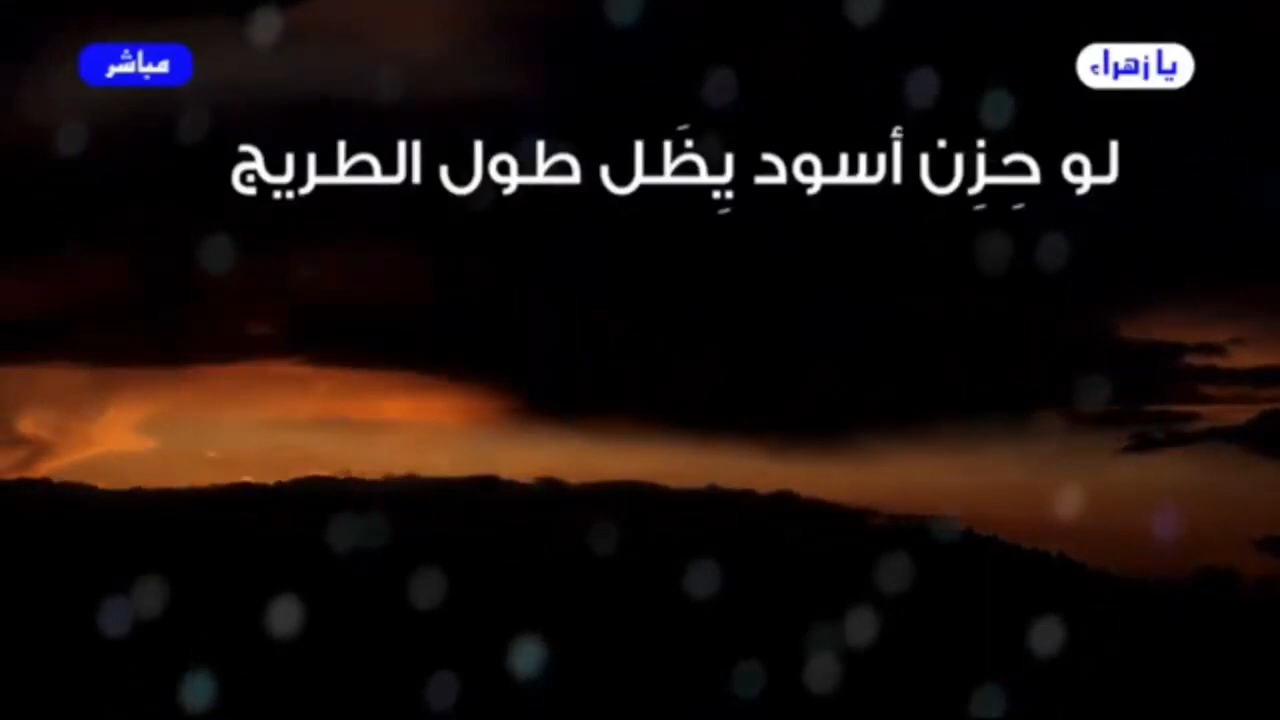 يا زهراء
مباشر
لو حِزِن أسود يِظَل طول الطريج